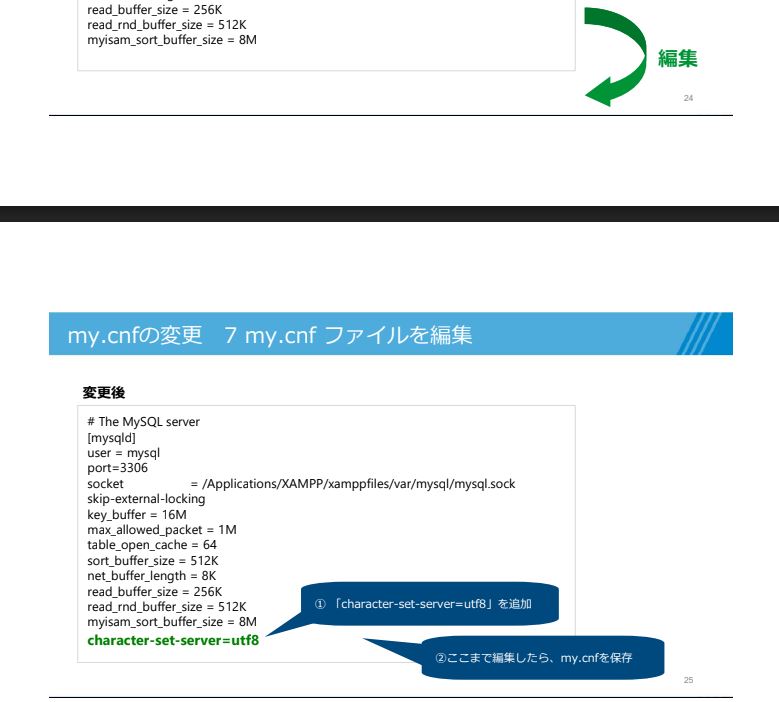 read_buffer_size = 256K
read_rnd_buffer_size = 512K
myisam_sort_buffer_size = 8M
編集
24
my.cnfの変更　7 my.cnf ファイルを編集
変更後
# The MySQL server
[mysqld]
user = mysql
port=3306
socket = /Applications/XAMPP/xamppfiles/var/mysql/mysql.sock
skip-external-locking
key_buffer = 16M
max_allowed_packet = 1M
table_open_cache = 64
sort_buffer_size = 512K
net_buffer_length = 8K
read_buffer_size = 256K
read_rnd_buffer_size = 512K
myisam_sort_buffer_size = 8M
character-set-server=utf8
① 「character-set-server=utf8」を追加
②ここまで編集したら、my.cnfを保存
25